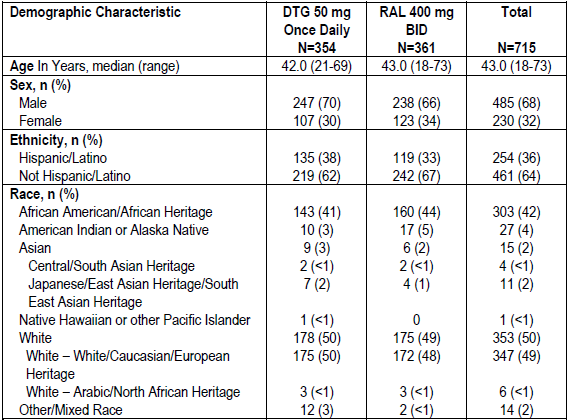 Demographic Characteristic DTG 50 mg RAL 400 mg Total
Once Daily BID
N=354 N=361 N=715
Age In Years, median (range) 42.0 (21-69) 43.0 (18-73) 43.0 (18-73)
Sex, n (%)
Male 247 (70) 238 (66) 485 (68)
Female 107 (30) 123 (34) 230 (32)
Ethnicity, n (%)
Hispanic/Latino 135 (38) 119 (33) 254 (36)
Not Hispanic/Latino 219 (62) 242 (67) 461 (64)
Race, n (%)
African American/African Heritage 143 (41) 160 (44) 303 (42)
American Indian or Alaska Native 10 (3) 17 (5) 27 (4)
Asian 9 (3) 6 (2) 15 (2)
Central/South Asian Heritage 2 (<1) 2 (<1) 4 (<1)
Japanese/East Asian Heritage/South 7 (2) 4 (1) 11 (2)
East Asian Heritage
Native Hawaiian or other Pacific Islander 1 (<1) 0 1 (<1)
White 178 (50) 175 (49) 353 (50)
White – White/Caucasian/European 175 (50) 172 (48) 347 (49)
Heritage
White – Arabic/North African Heritage 3 (<1) 3 (<1) 6 (<1)
Other/Mixed Race 12 (3) 2 (<1) 14 (2)